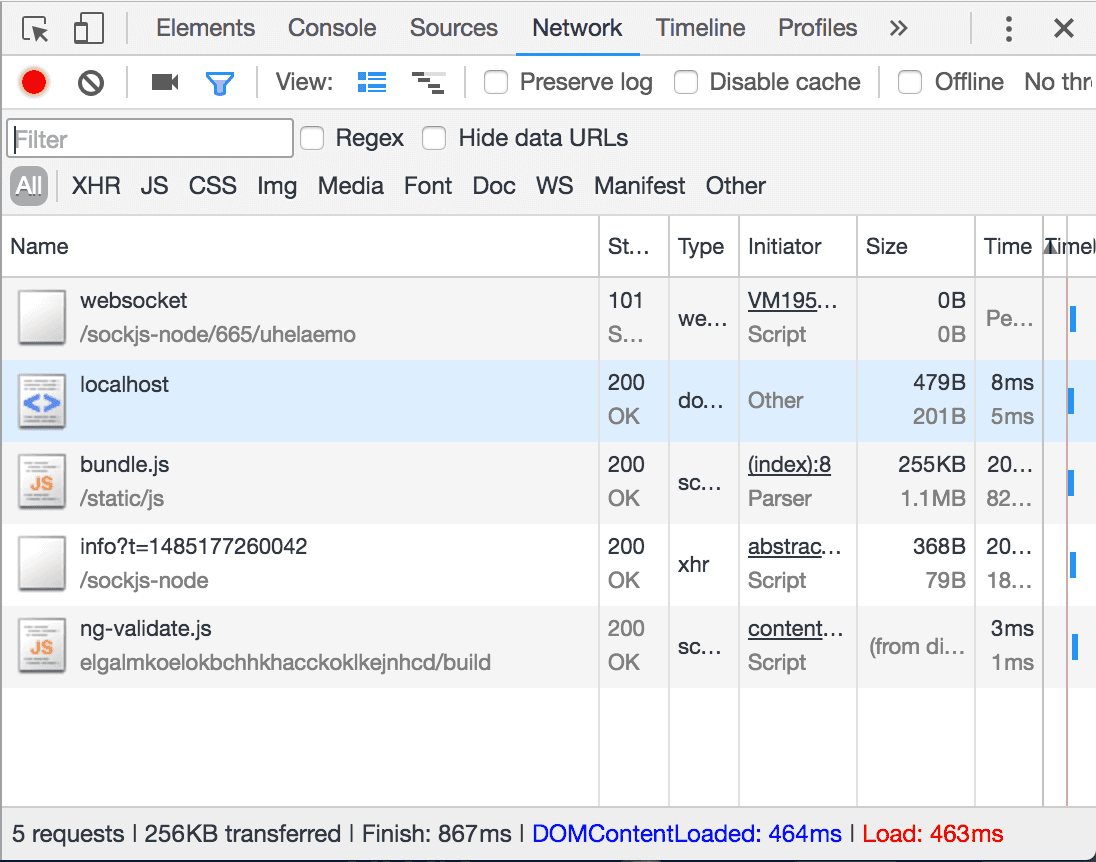 Elements Console Sources Network Timeline Profiles »
View: Preserve log Disable cache Offline No thr
Filter Regex Hide data URLs
All XHR JS CSS Img Media Font Doc WS Manifest Other
Name St… Type Initiator Size Time Timel
websocket 101 we… VM195… 0B Pe…
/sockjs-node/665/uhelaemo S… Script 0B
localhost 200 do… Other 479B 8ms
OK 201B 5ms
bundle.js 200 sc… (index):8 255KB 20…
/static/js OK Parser 1.1MB 82…
info?t=1485177260042 200 xhr abstrac… 368B 20…
/sockjs-node OK Script 79B 18…
ng-validate.js 200 sc… content… (from di… 3ms
elgalmkoelokbchhkhacckoklkejnhcd/build OK Script 1ms
5 requests | 256KB transferred | Finish: 867ms | DOMContentLoaded: 464ms | Load: 463ms